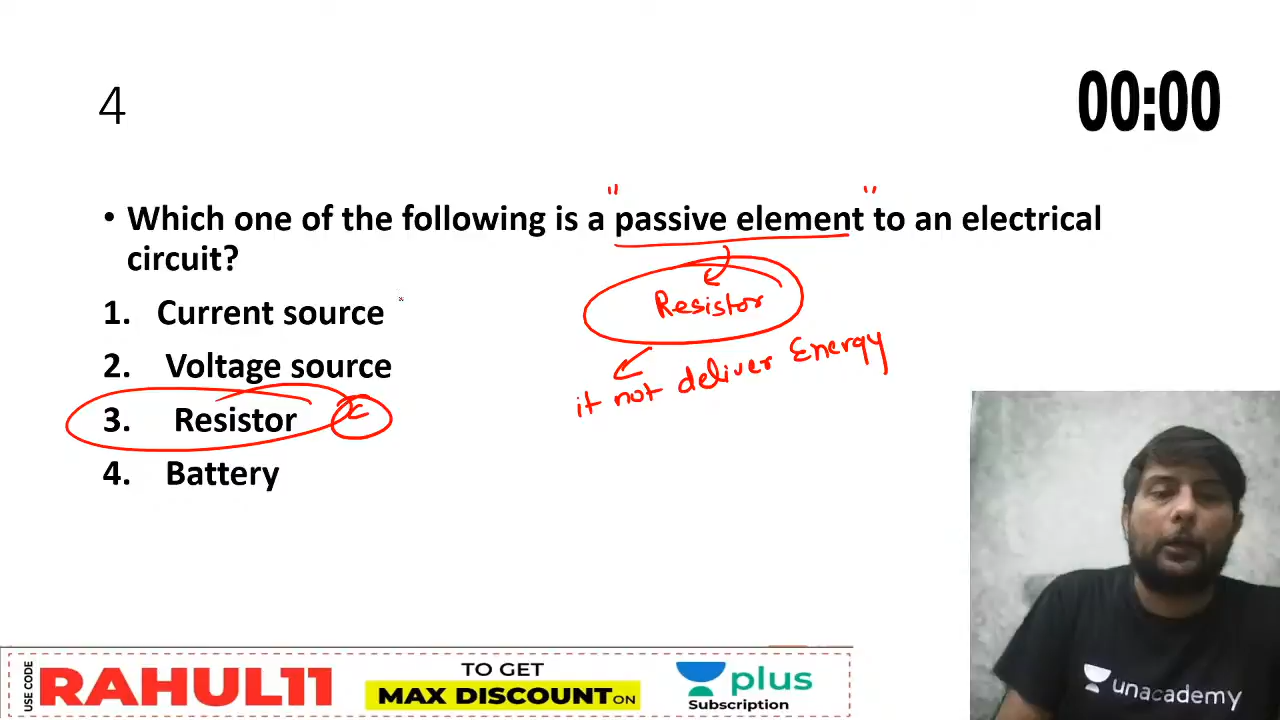 4
00:00
• Which one of the following is a "passive element" to an electrical
circuit?
Resistor
it not deliver Energy
1. Current source
2. Voltage source
3. Resistor
4. Battery
USE CODE
RAHUL11
TO GET
MAX DISCOUNT ON
plus
Subscription
unacademy